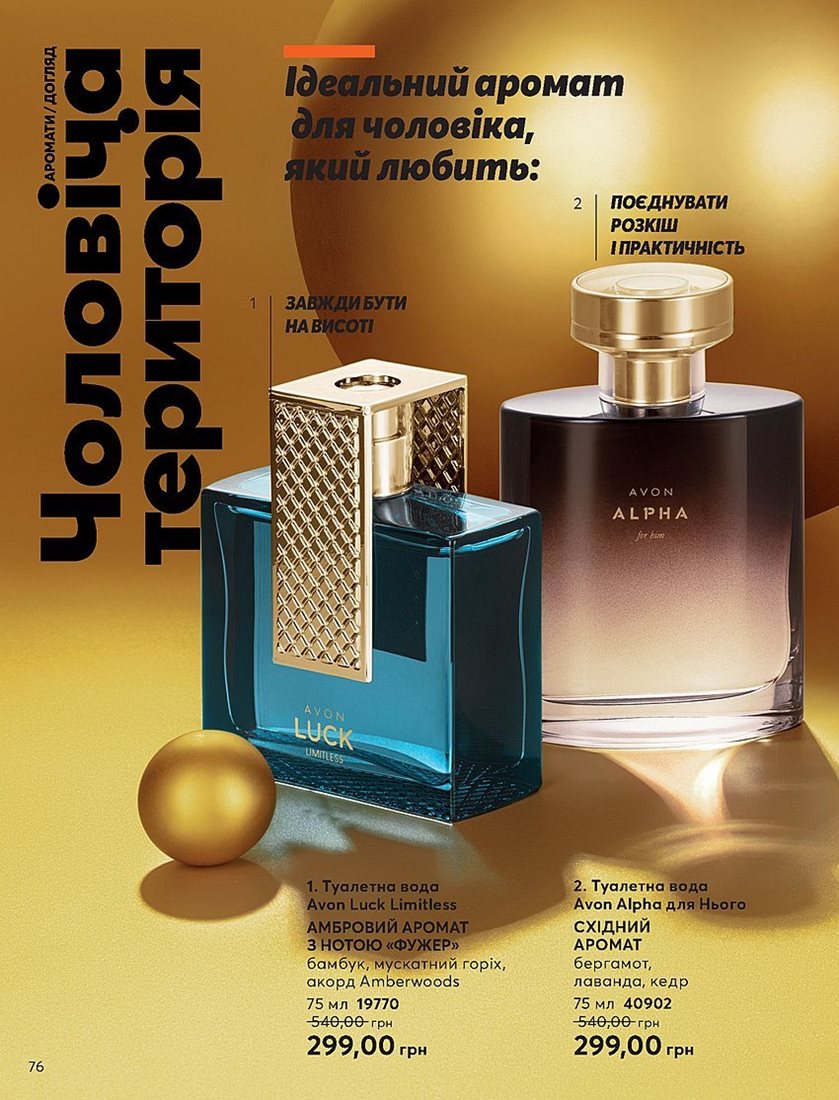 АРОМАТИ / ДОГЛЯД
Чоловіча
територія
Ідеальний аромат
для чоловіка,
який любить:
2
ПОЄДНУВАТИ
РОЗКІШ
І ПРАКТИЧНІСТЬ
1
ЗАВЖДИ БУТИ
НА ВИСОТІ
AVON
ALPHA
for him
AVON
LUCK
LIMITLESS
1. Туалетна вода
Avon Luck Limitless
АМБРОВИЙ АРОМАТ
З НОТОЮ «ФУЖЕР»
бамбук, мускатний горіх,
акорд Amberwoods
75 мл 19770
540,00 грн
299,00 грн
2. Туалетна вода
Avon Alpha для Нього
СХІДНИЙ
АРОМАТ
бергамот,
лаванда, кедр
75 мл 40902
540,00 грн
299,00 грн
76